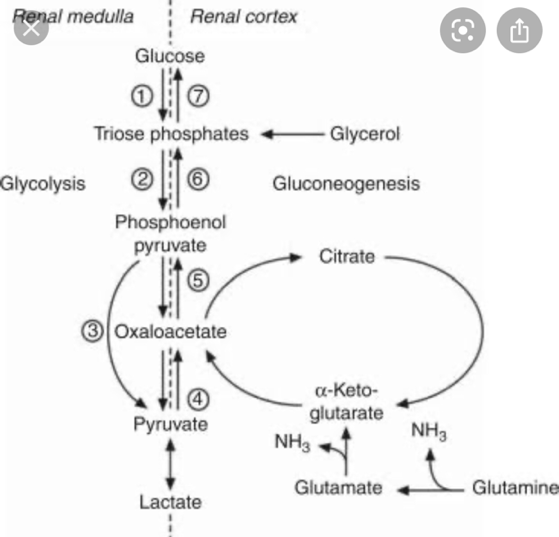 Renal medulla
Renal cortex
Glucose
① ⑦
Triose phosphates
Glycerol
Glycolysis
② ⑥
Gluconeogenesis
Phosphoenol
pyruvate
Citrate
⑤
③
Oxaloacetate
α-Keto-
glutarate
④
Pyruvate
NH₃
NH₃
Lactate
Glutamate
Glutamine